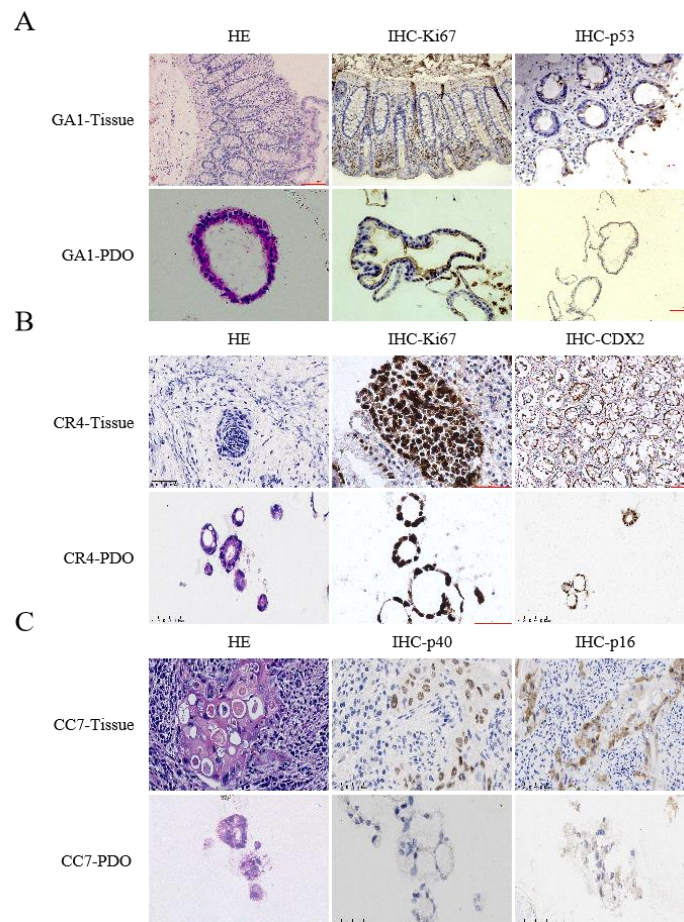 A
HE IHC-Ki67 IHC-p53
GA1-Tissue
GA1-PDO
B
HE IHC-Ki67 IHC-CDX2
CR4-Tissue
CR4-PDO
C
HE IHC-p40 IHC-p16
CC7-Tissue
CC7-PDO